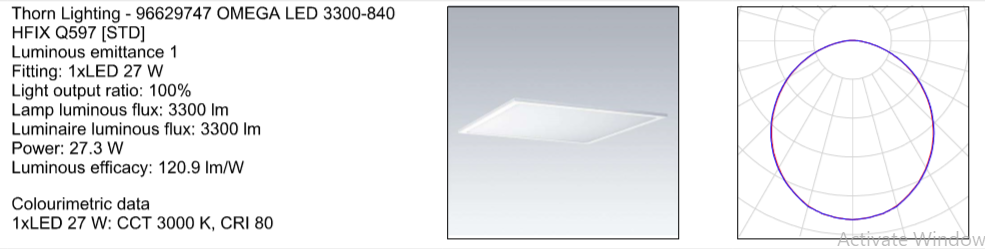 Thorn Lighting - 96629747 OMEGA LED 3300-840
HFIX Q597 [STD]
Luminous emittance 1
Fitting: 1xLED 27 W
Light output ratio: 100%
Lamp luminous flux: 3300 lm
Luminaire luminous flux: 3300 lm
Power: 27.3 W
Luminous efficacy: 120.9 lm/W
Colourimetric data
1xLED 27 W: CCT 3000 K, CRI 80
Activate Window